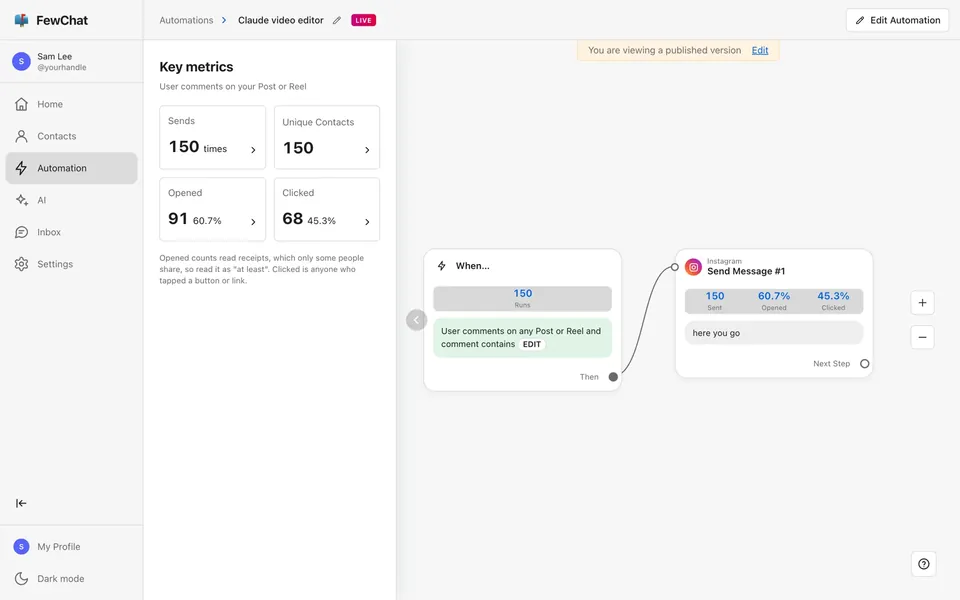 FewChat
Automations > Claude video editor LIVE
Edit Automation
S Sam Lee
@yourhandle
Home
Contacts
Automation
AI
Inbox
Settings
S My Profile
Dark mode
Key metrics
User comments on your Post or Reel
Sends
150 times
Unique Contacts
150
Opened
91 60.7%
Clicked
68 45.3%
Opened counts read receipts, which only some people
share, so read it as "at least". Clicked is anyone who
tapped a button or link.
You are viewing a published version Edit
When...
150
Runs
User comments on any Post or Reel and
comment contains EDIT
Then
Instagram
Send Message #1
150 60.7% 45.3%
Sent Opened Clicked
here you go
Next Step